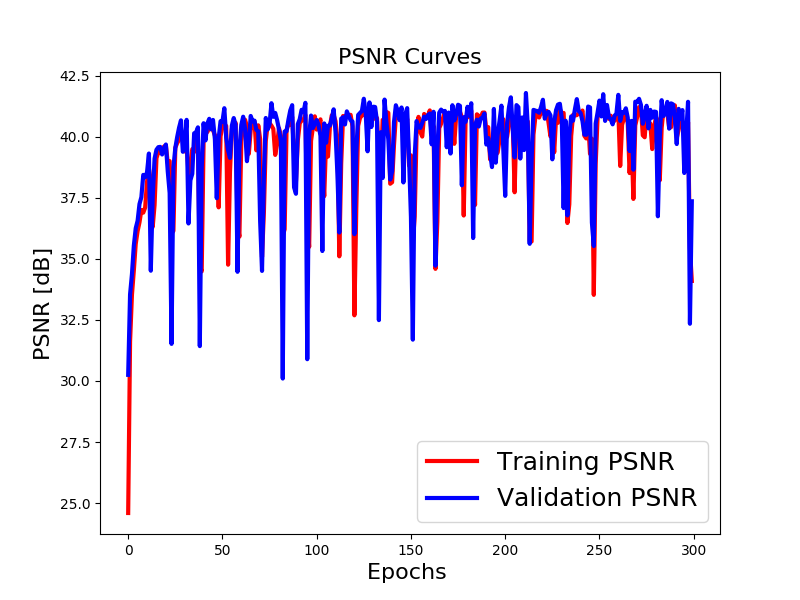 PSNR Curves
PSNR [dB]
42.5
40.0
37.5
35.0
32.5
30.0
27.5
25.0
Training PSNR
Validation PSNR
0 50 100 150 200 250 300
Epochs